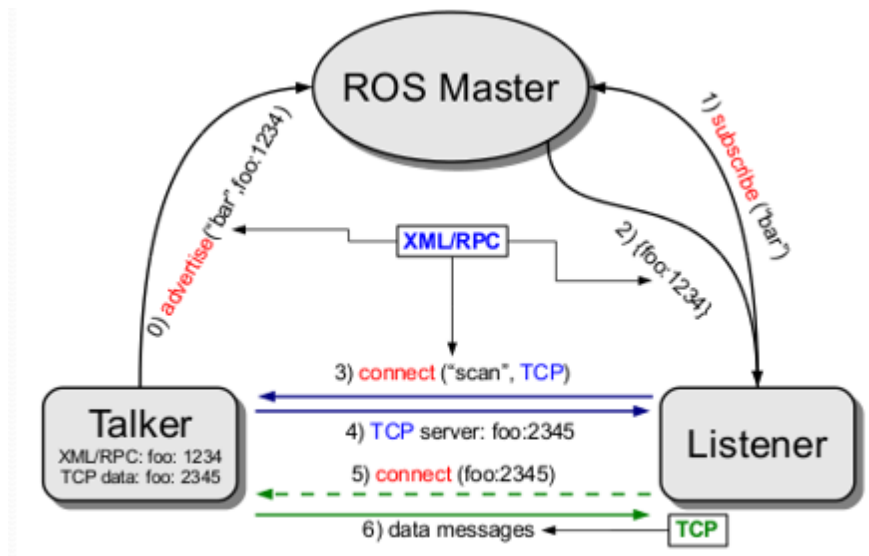 ROS Master
0) advertise("bar",foo:1234)
1) subscribe ("bar")
XML/RPC
2) {foo:1234}
3) connect ("scan", TCP)
Talker
XML/RPC: foo: 1234
TCP data: foo: 2345
4) TCP server: foo:2345
Listener
5) connect (foo:2345)
6) data messages
TCP